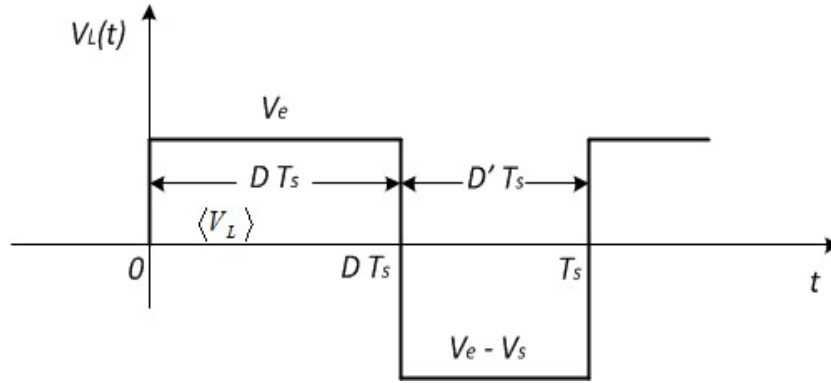 VL(t)
Ve
D Ts
D' Ts
⟨VL⟩
0
D Ts
Ts
t
Ve - Vs